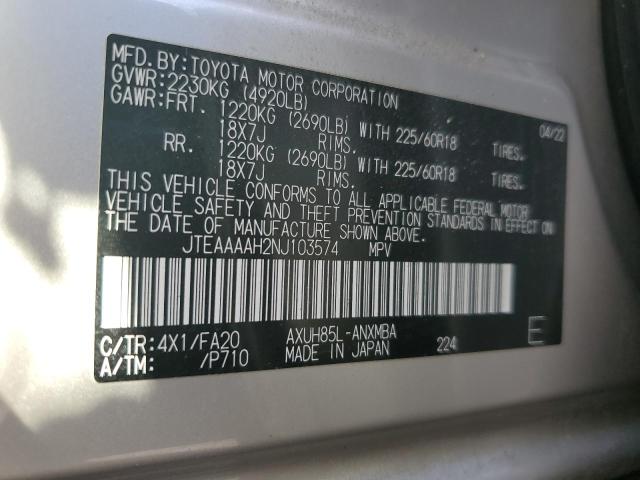 MFD. BY: TOYOTA MOTOR CORPORATION 04/22
GVWR: 2230KG (4920LB)
GAWR: FRT. 1220KG (2690LB) WITH 225/60R18 TIRES,
18X7J RIMS.
RR. 1220KG (2690LB) WITH 225/60R18 TIRES,
18X7J RIMS.
THIS VEHICLE CONFORMS TO ALL APPLICABLE FEDERAL MOTOR
VEHICLE SAFETY AND THEFT PREVENTION STANDARDS IN EFFECT ON
THE DATE OF MANUFACTURE SHOWN ABOVE.
JTEAAAAH2NJ103574 MPV
C/TR: 4X1/FA20 AXUH85L-ANXMBA
A/TM: /P710 MADE IN JAPAN 224 E